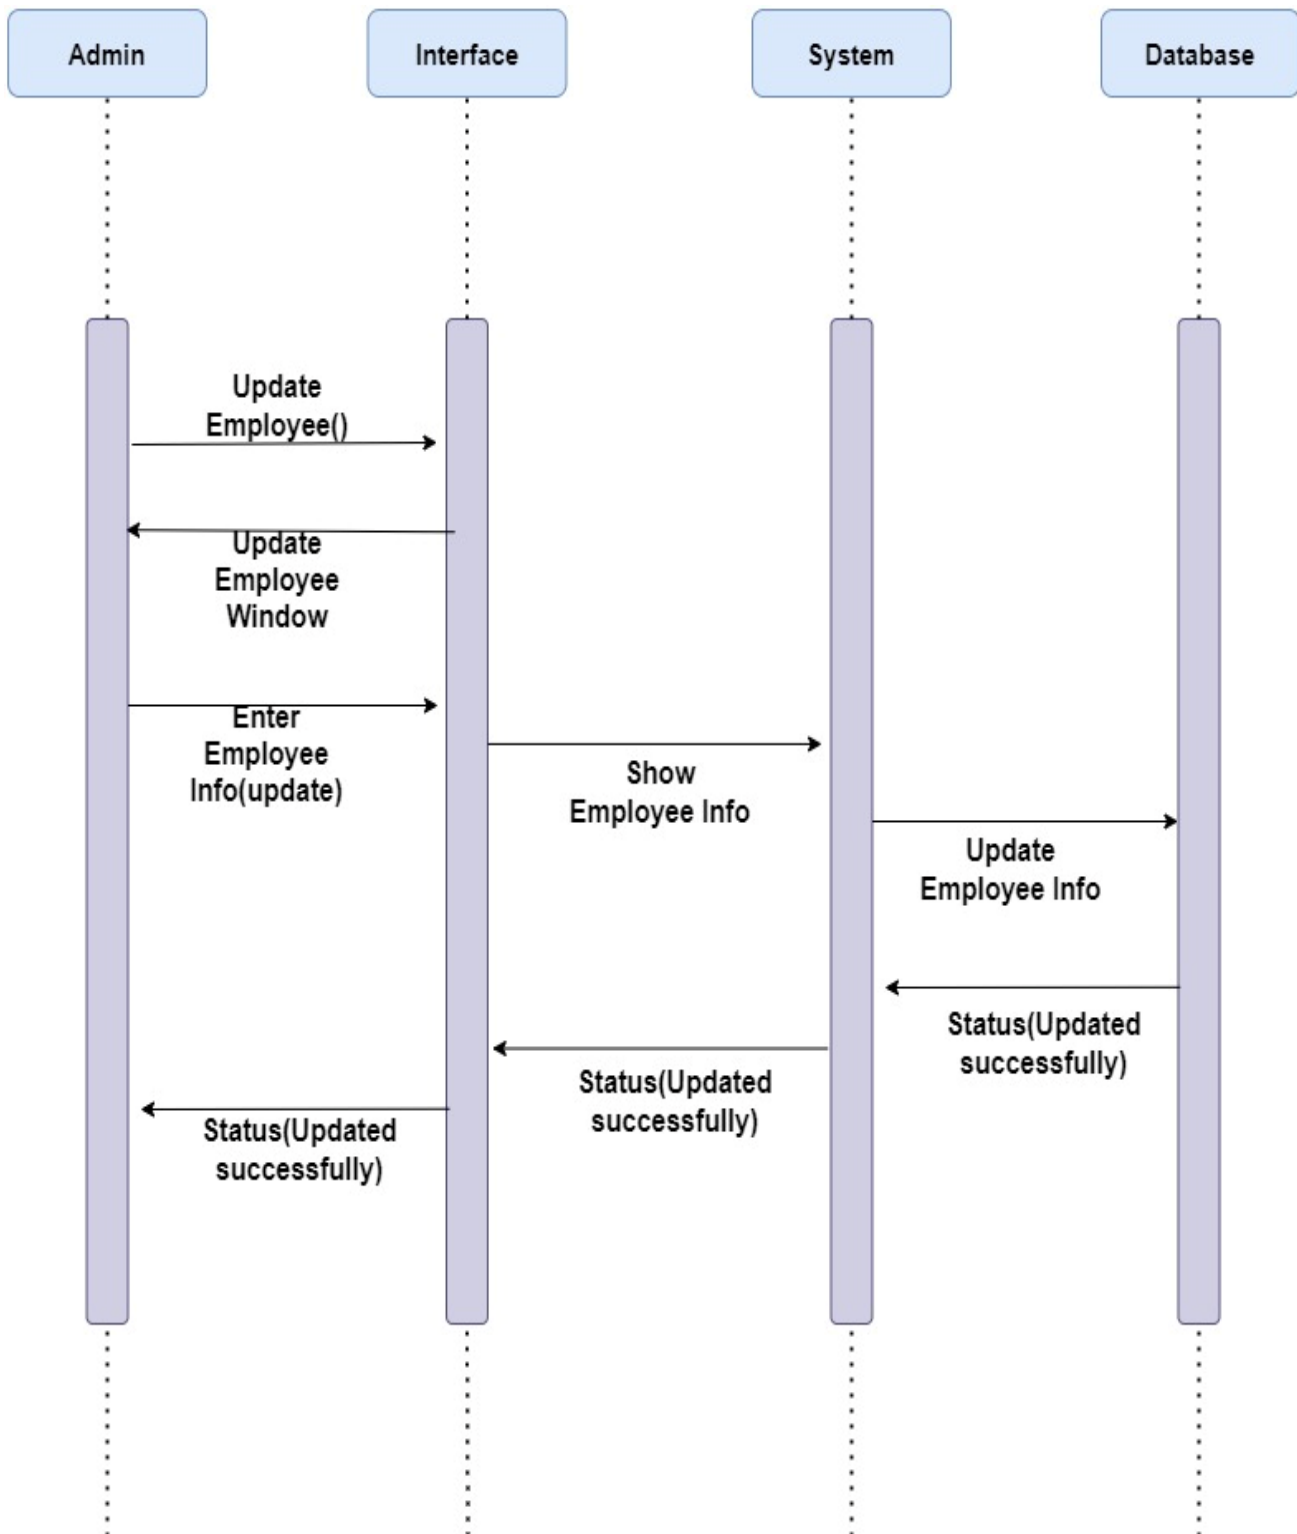 Admin
Interface
System
Database
Update
Employee()
Update
Employee
Window
Enter
Employee
Info(update)
Show
Employee Info
Update
Employee Info
Status(Updated
successfully)
Status(Updated
successfully)
Status(Updated
successfully)